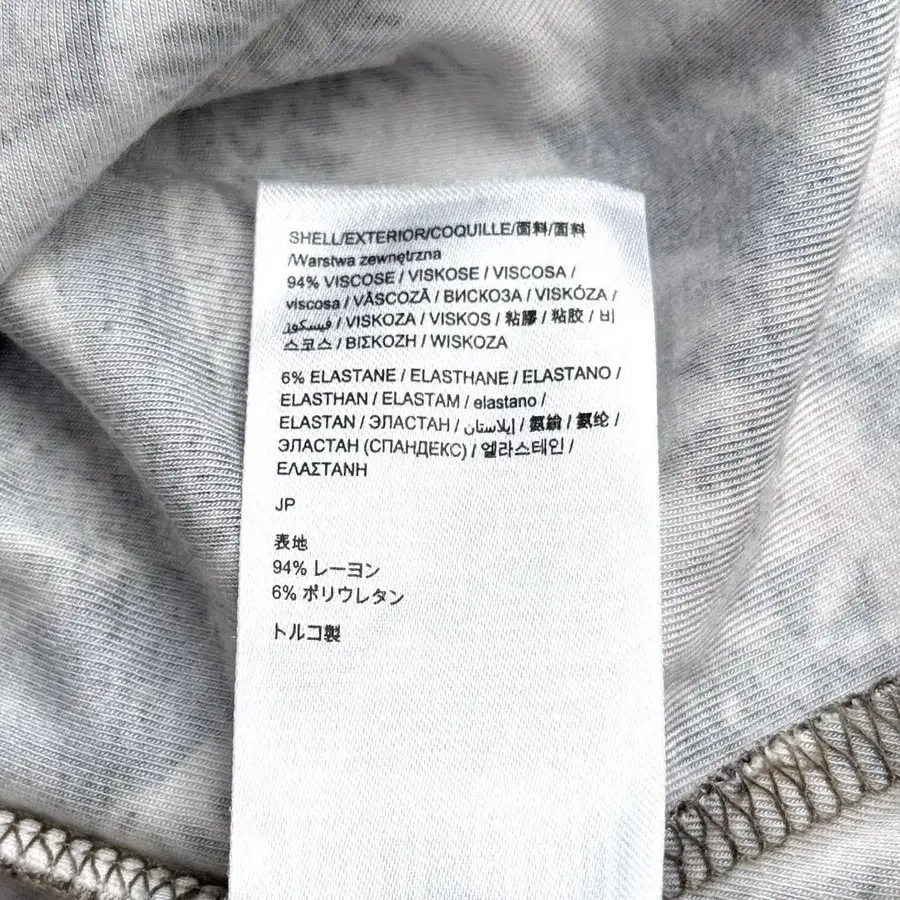 SHELL/EXTERIOR/COQUILLE/面料/面料
/Warstwa zewnętrzna
94% VISCOSE / VISKOSE / VISCOSA /
viscosa / VÂSCOZĂ / ВИСКОЗА / VISKÓZA /
فيسكوز / VISKOZA / VISKOS / 粘膠 / 粘胶 / 비
스코스 / ΒΙΣΚΟΖΗ / WISKOZA
6% ELASTANE / ELASTHANE / ELASTANO /
ELASTHAN / ELASTAM / elastano /
ELASTAN / ЭЛАСТАН / إيلاستان / 氨綸 / 氨纶 /
ЭЛАСТАН (СПАНДЕКС) / 엘라스테인 /
ΕΛΑΣΤΑΝΗ
JP
表地
94% レーヨン
6% ポリウレタン
トルコ製